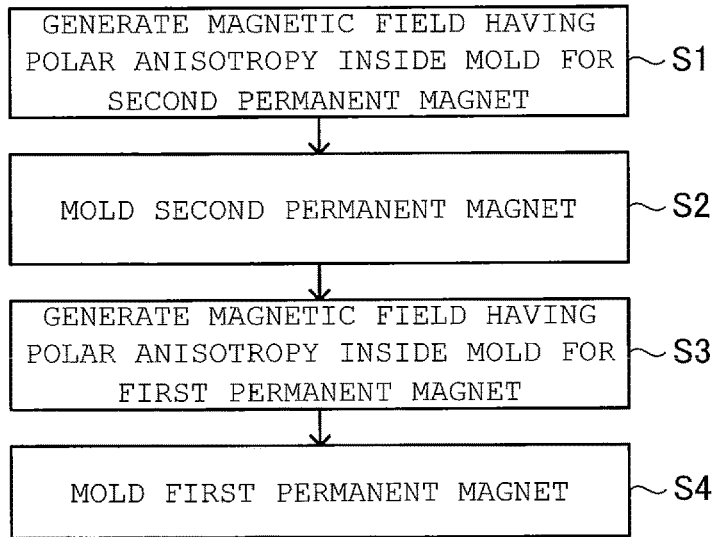 GENERATE MAGNETIC FIELD HAVING
POLAR ANISOTROPY INSIDE MOLD FOR
SECOND PERMANENT MAGNET
S1
MOLD SECOND PERMANENT MAGNET
S2
GENERATE MAGNETIC FIELD HAVING
POLAR ANISOTROPY INSIDE MOLD FOR
FIRST PERMANENT MAGNET
S3
MOLD FIRST PERMANENT MAGNET
S4